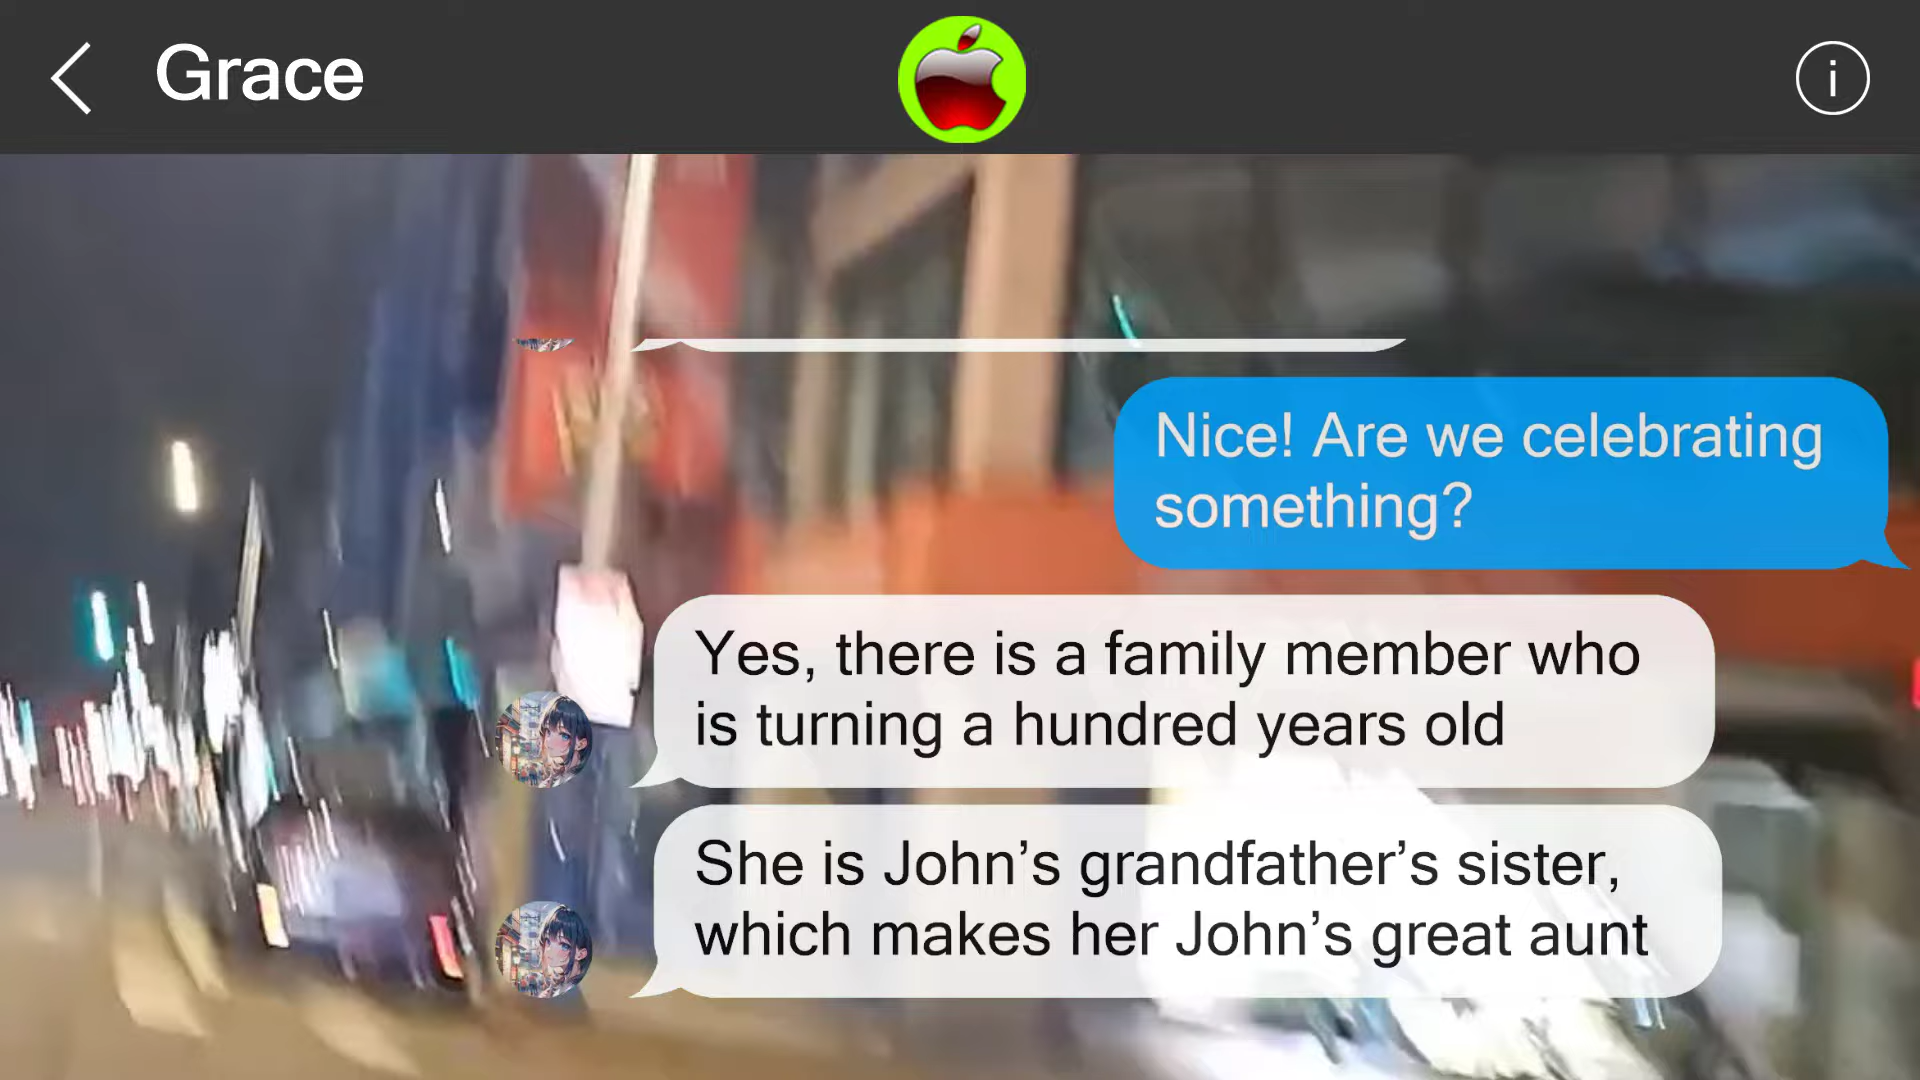 Grace
i
Nice! Are we celebrating
something?
Yes, there is a family member who
is turning a hundred years old
She is John’s grandfather’s sister,
which makes her John’s great aunt